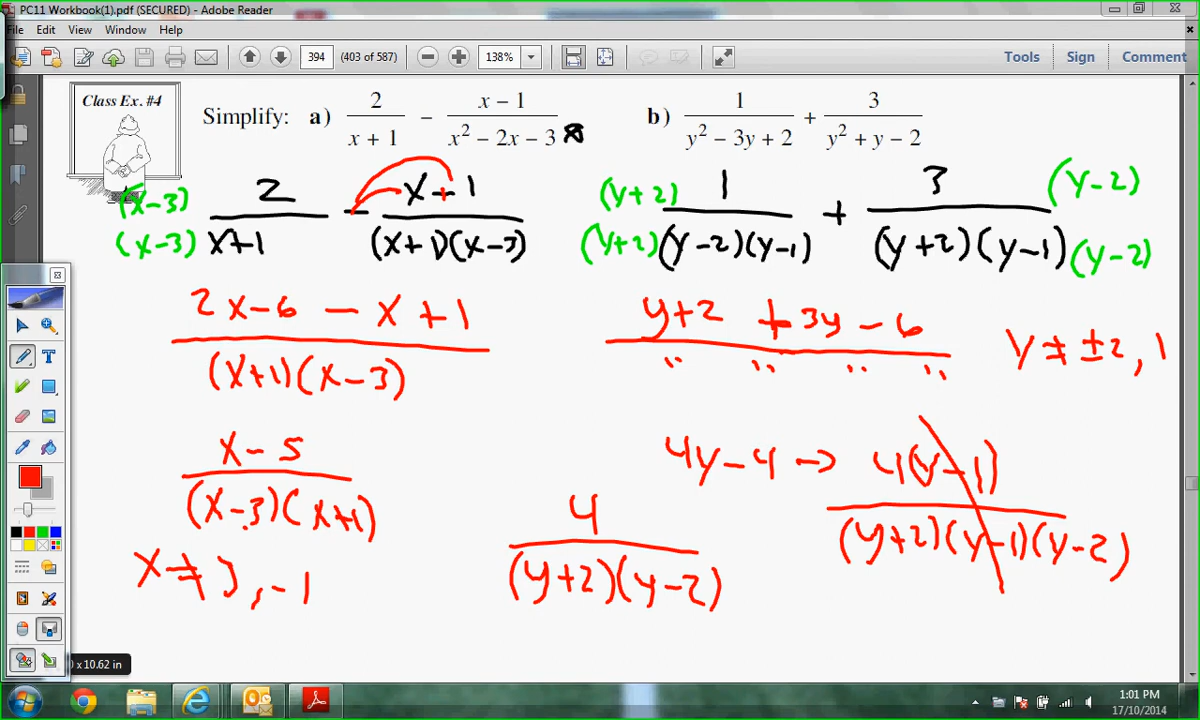 PC11 Workbook(1).pdf (SECURED) - Adobe Reader
File Edit View Window Help
394 (403 of 587) 138% Tools Sign Comment
Class Ex. #4
Simplify: a) 2/(x + 1) - (x - 1)/(x² - 2x - 3) b) 1/(y² - 3y + 2) + 3/(y² + y - 2)
(x-3) 2 - x+1 (y+2) 1 + 3 (y-2)
(x-3) x+1 (x+1)(x-3) (y+2)(y-2)(y-1) (y+2)(y-1)(y-2)
2x-6 - x+1 y+2 +3y-6 y≠±2, 1
(x+1)(x-3) " " " "
x-5 4y-4 → 4(y-1)
(x-3)(x+1) 4 (y+2)(y-1)(y-2)
x≠3, -1 (y+2)(y-2)
x 10.62 in
1:01 PM
17/10/2014